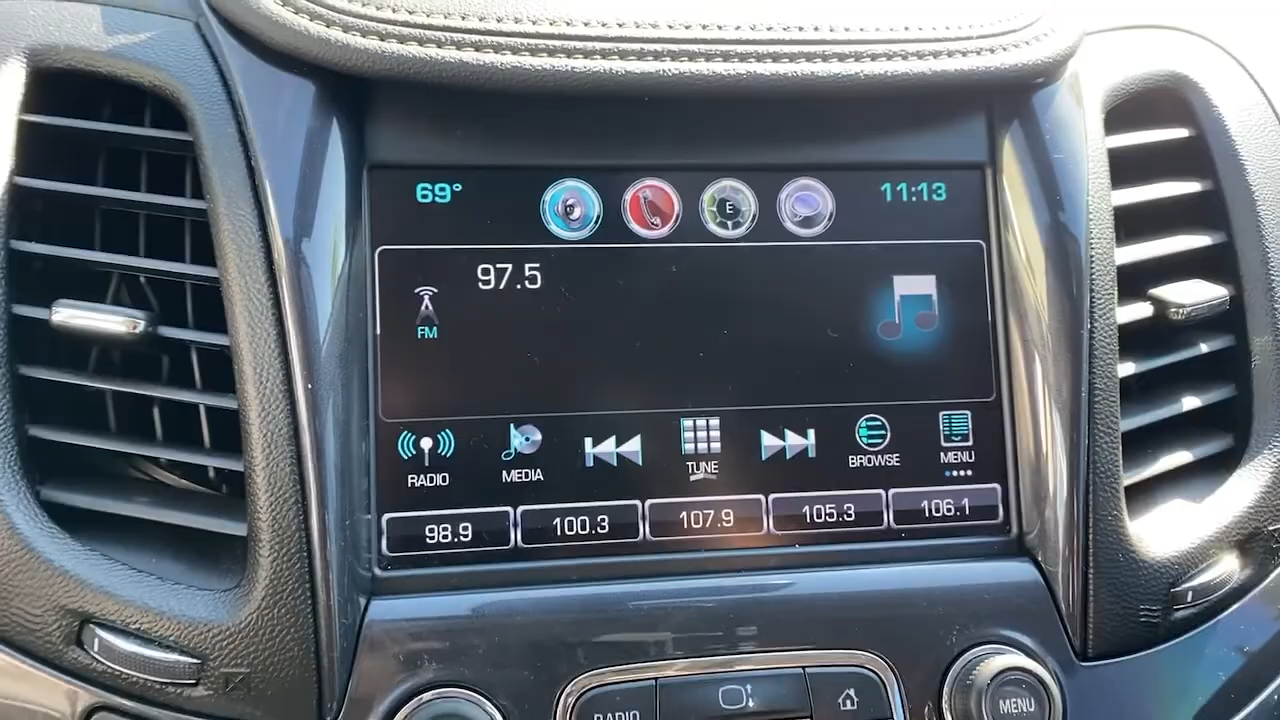 69° E 11:13
97.5
FM
RADIO MEDIA TUNE BROWSE MENU
98.9 100.3 107.9 105.3 106.1
RADIO MENU